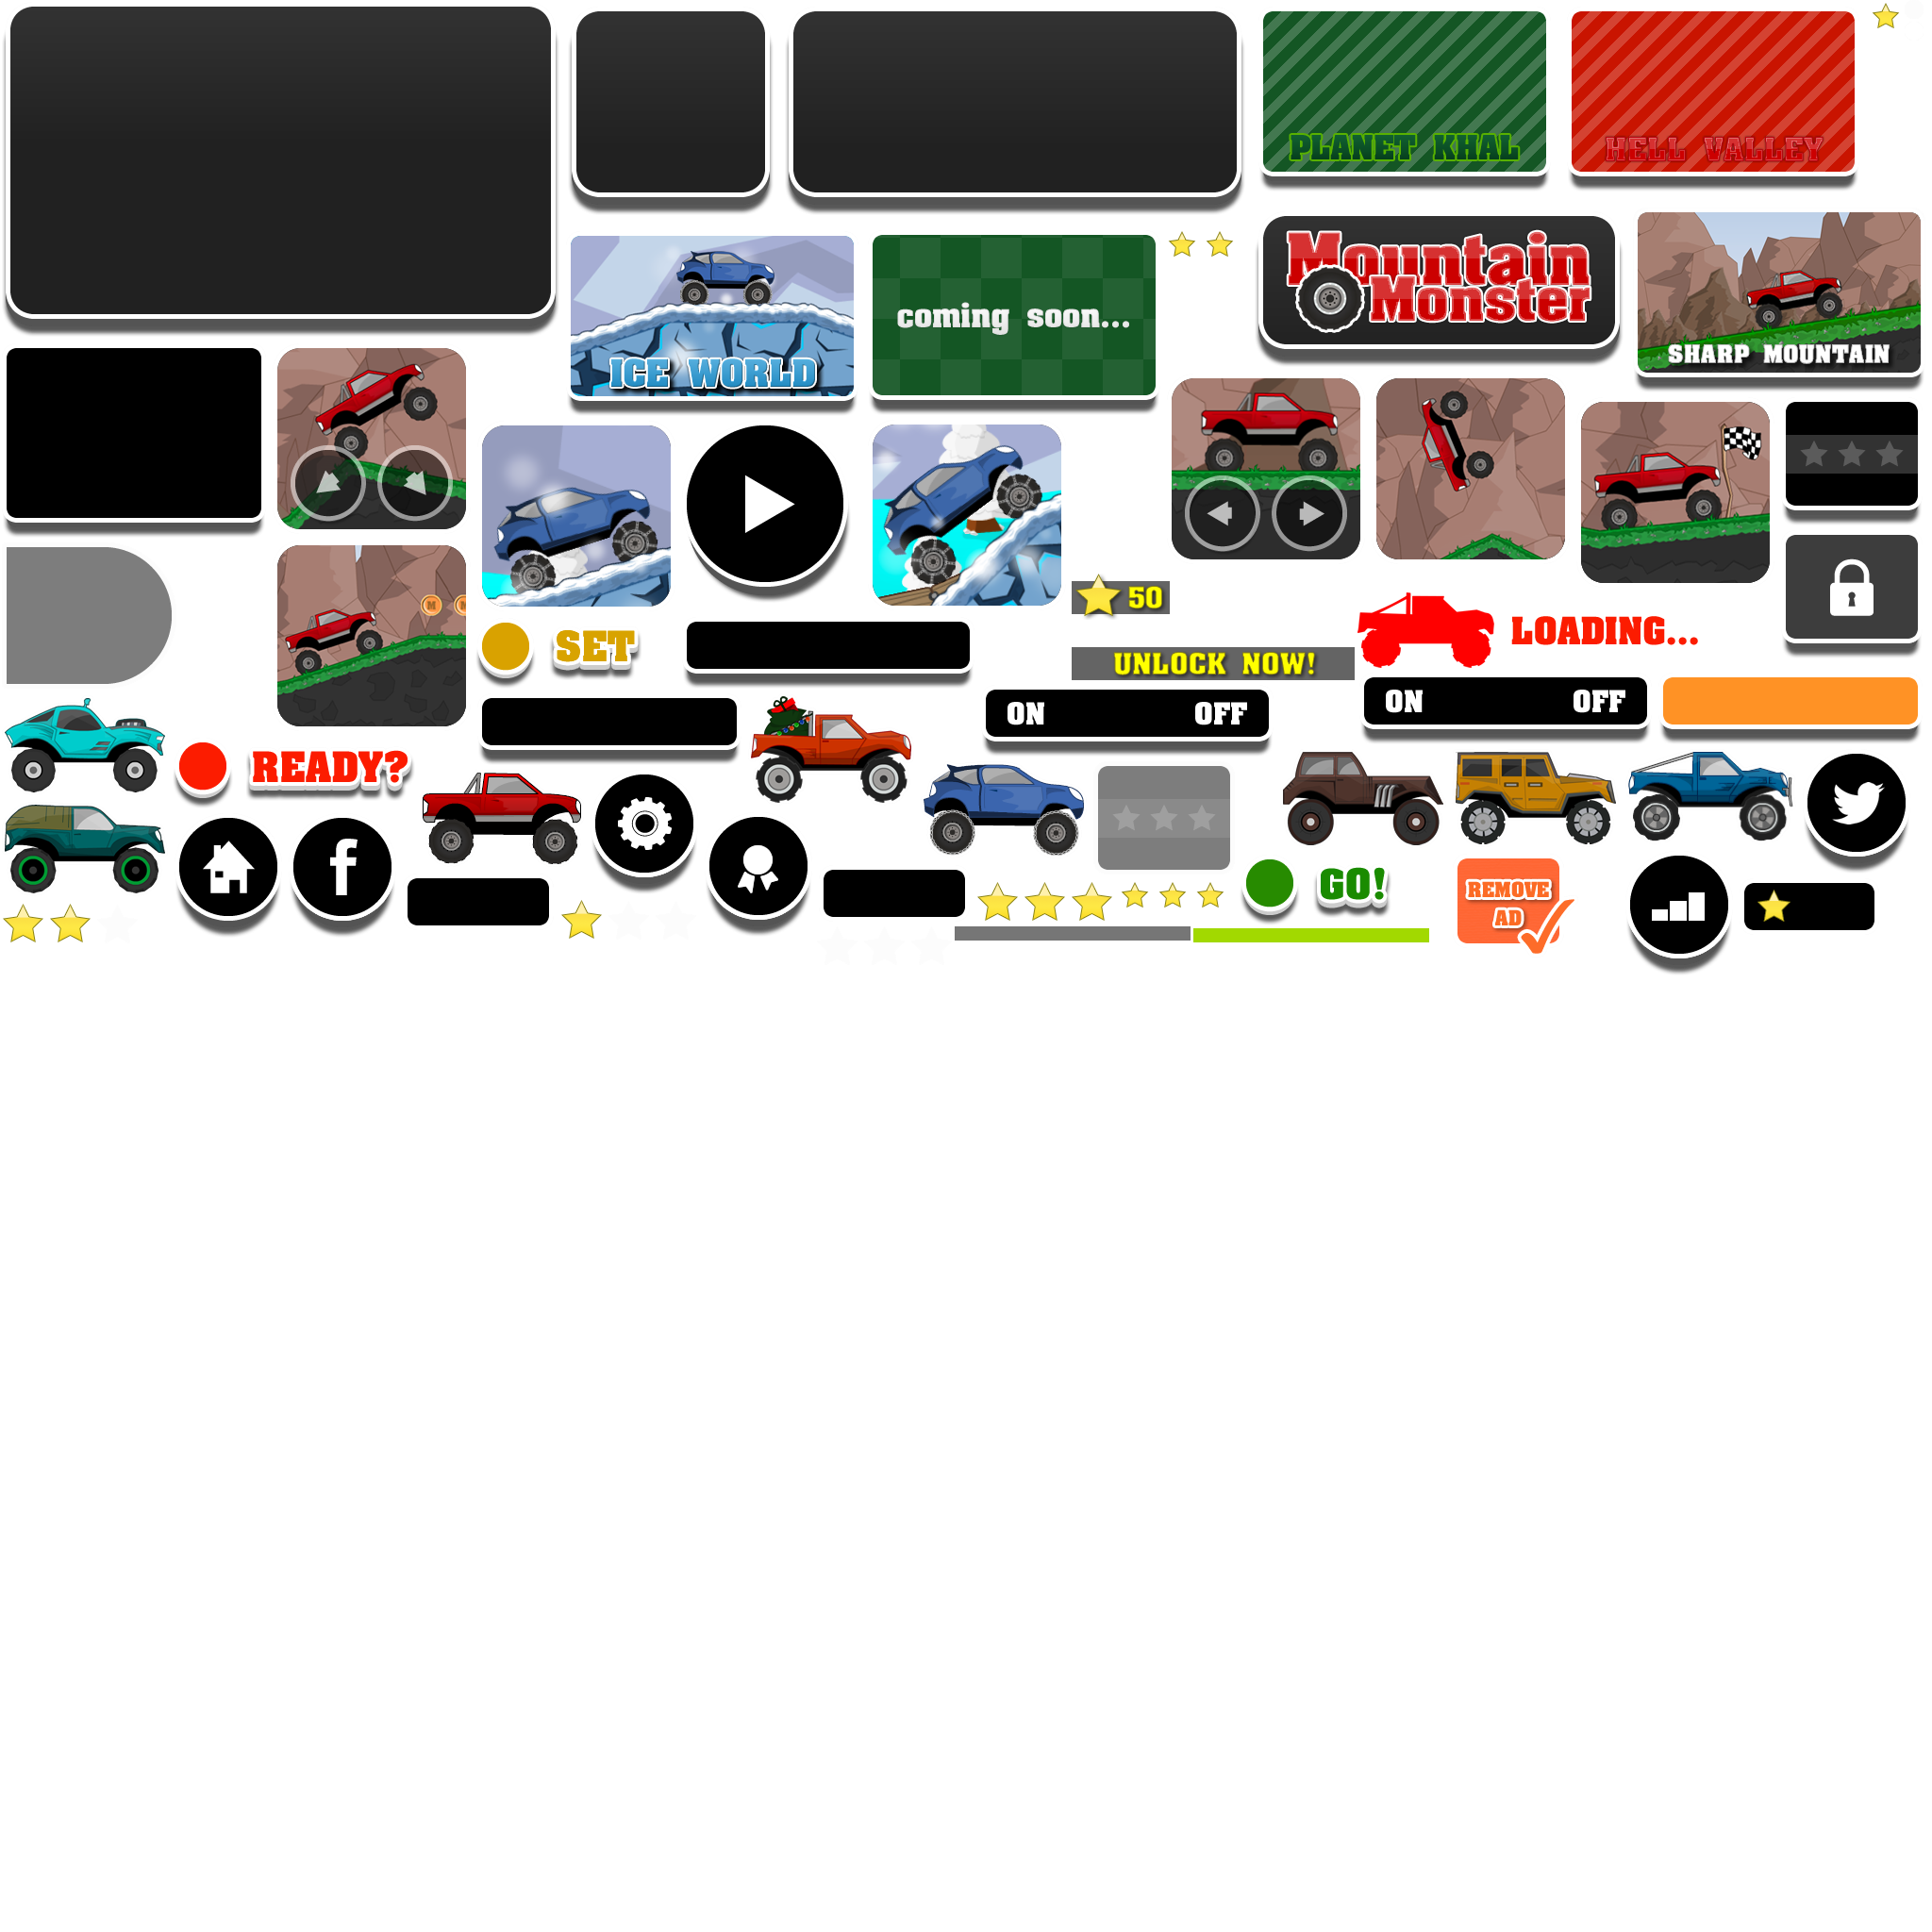 PLANET KHAL
HELL VALLEY
Mountain
Monster
coming soon...
SHARP MOUNTAIN
ICE WORLD
50
LOADING...
SET
UNLOCK NOW!
ON OFF
ON OFF
READY?
GO!
REMOVE
AD